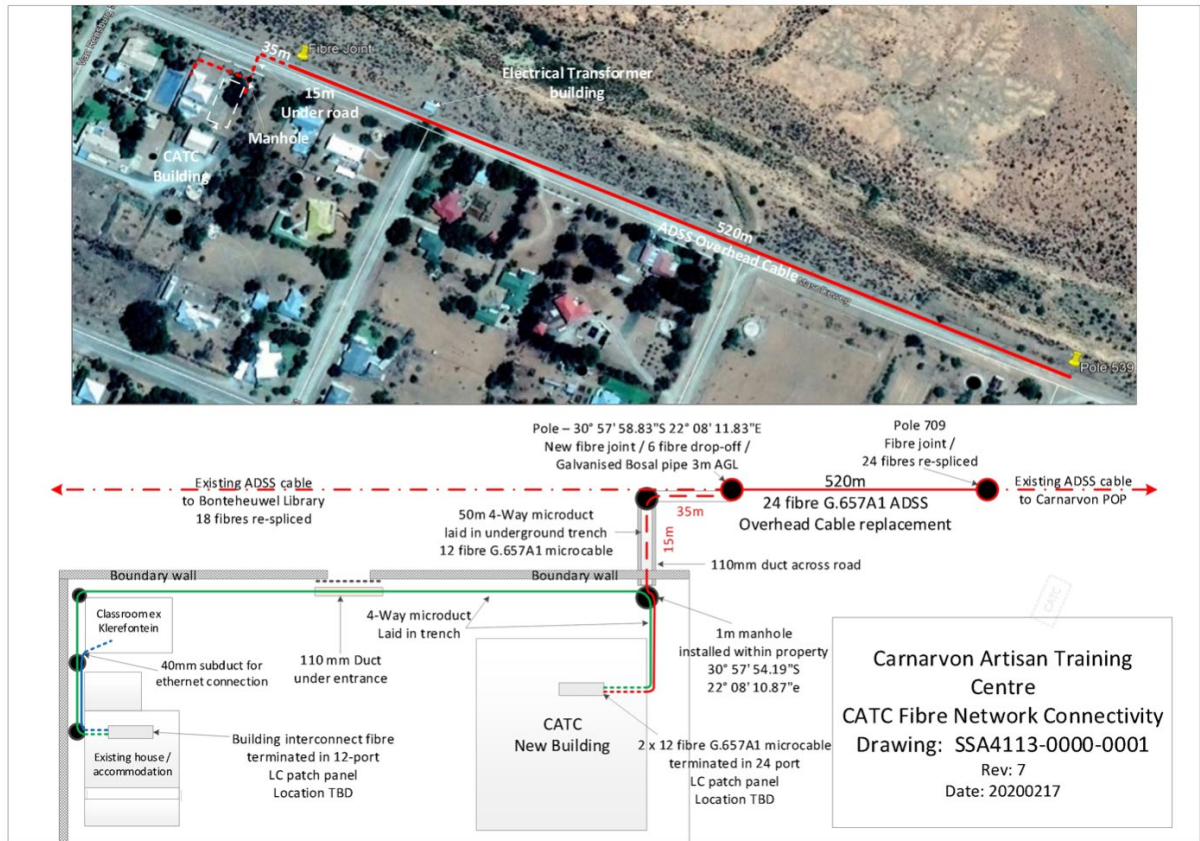 Van Rensburg
35m
Fibre Joint
15m
Under road
Electrical Transformer
building
Manhole
CATC
Building
520m
ADSS Overhead Cable
Pole 539
Pole – 30° 57' 58.83"S 22° 08' 11.83"E
New fibre joint / 6 fibre drop-off /
Galvanised Bosal pipe 3m AGL
Pole 709
Fibre joint /
24 fibres re-spliced
Existing ADSS cable
to Bonteheuwel Library
18 fibres re-spliced
520m
24 fibre G.657A1 ADSS
Overhead Cable replacement
Existing ADSS cable
to Carnarvon POP
50m 4-Way microduct
laid in underground trench
12 fibre G.657A1 microcable
35m
15m
110mm duct across road
Boundary wall
Boundary wall
Classroom ex
Klerefontein
4-Way microduct
Laid in trench
40mm subduct for
ethernet connection
110 mm Duct
under entrance
1m manhole
installed within property
30° 57' 54.19"S
22° 08' 10.87"e
CATC
CATC
New Building
Existing house /
accommodation
Building interconnect fibre
terminated in 12-port
LC patch panel
Location TBD
2 x 12 fibre G.657A1 microcable
terminated in 24 port
LC patch panel
Location TBD
Carnarvon Artisan Training
Centre
CATC Fibre Network Connectivity
Drawing: SSA4113-0000-0001
Rev: 7
Date: 20200217